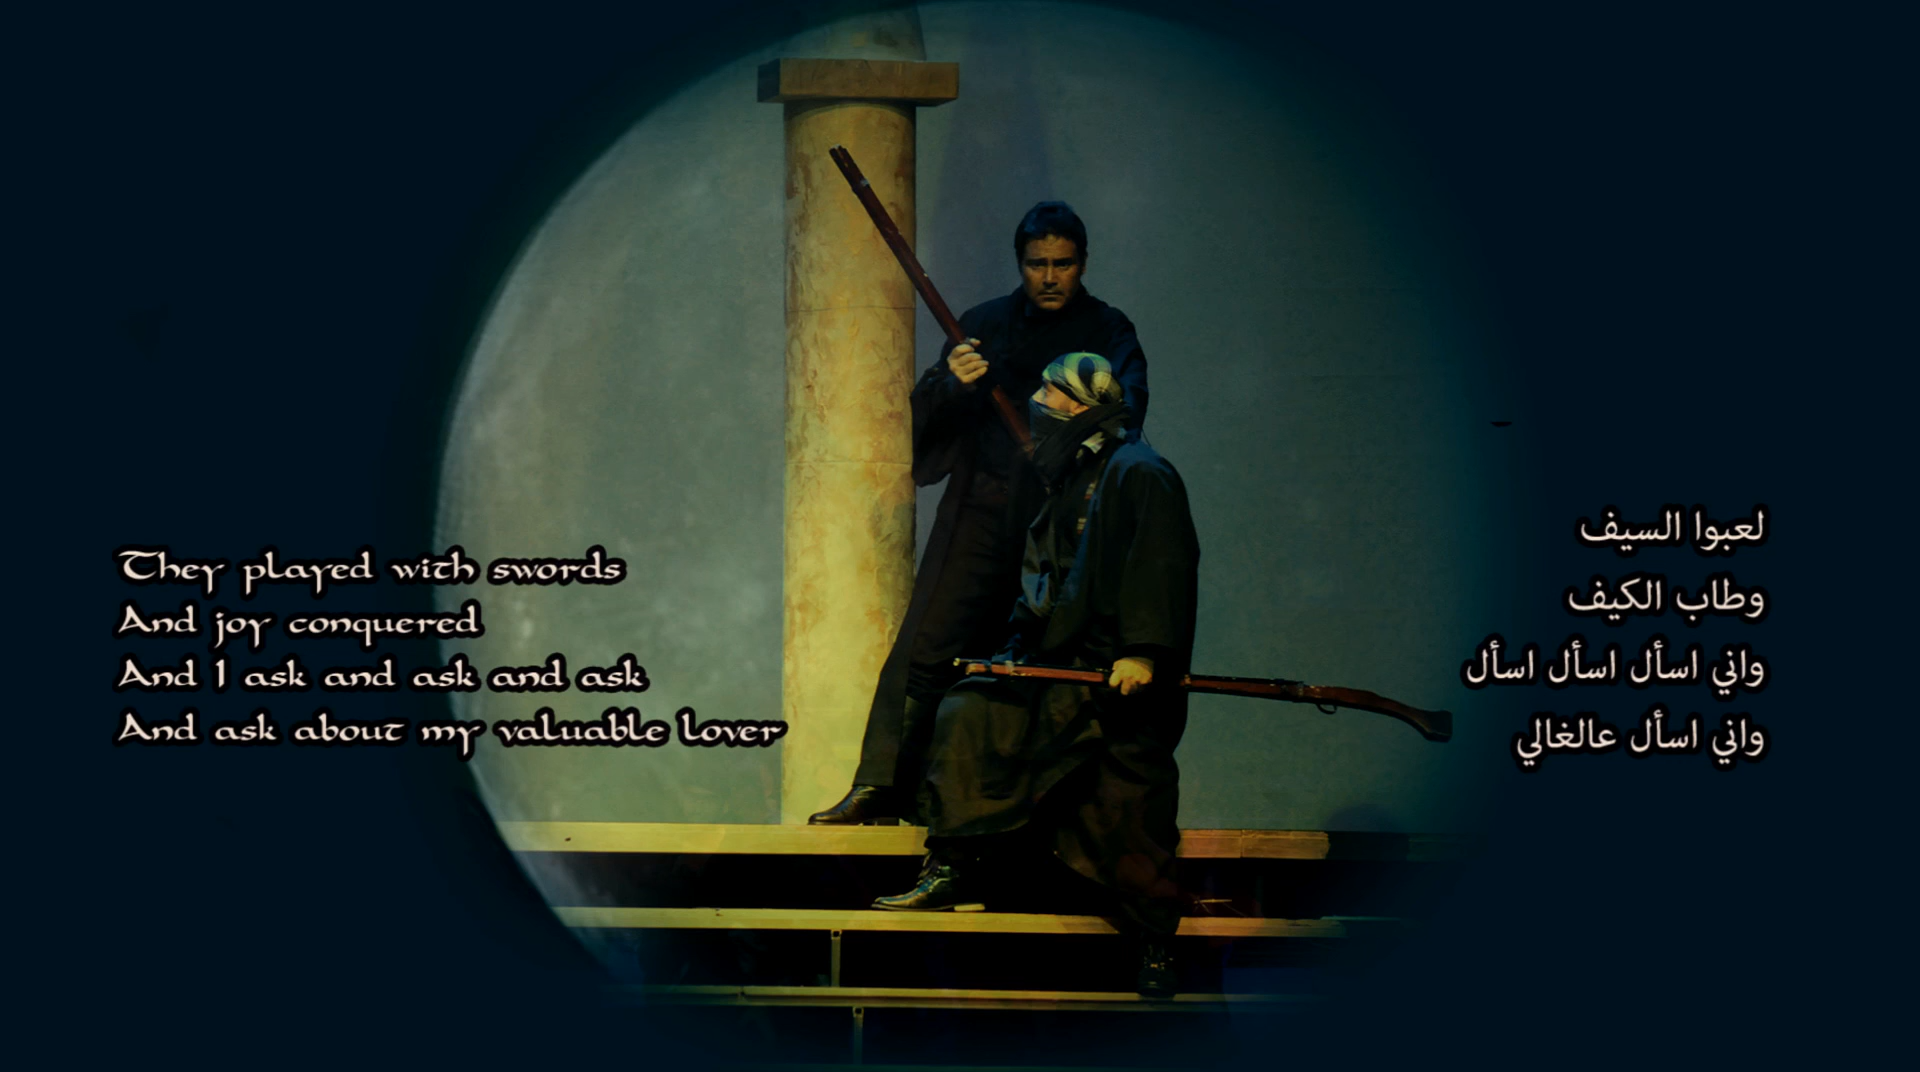 They played with swords
And joy conquered
And I ask and ask and ask
And ask about my valuable lover
لعبوا السيف
وطاب الكيف
واني اسأل اسأل اسأل
واني اسأل عالغالي